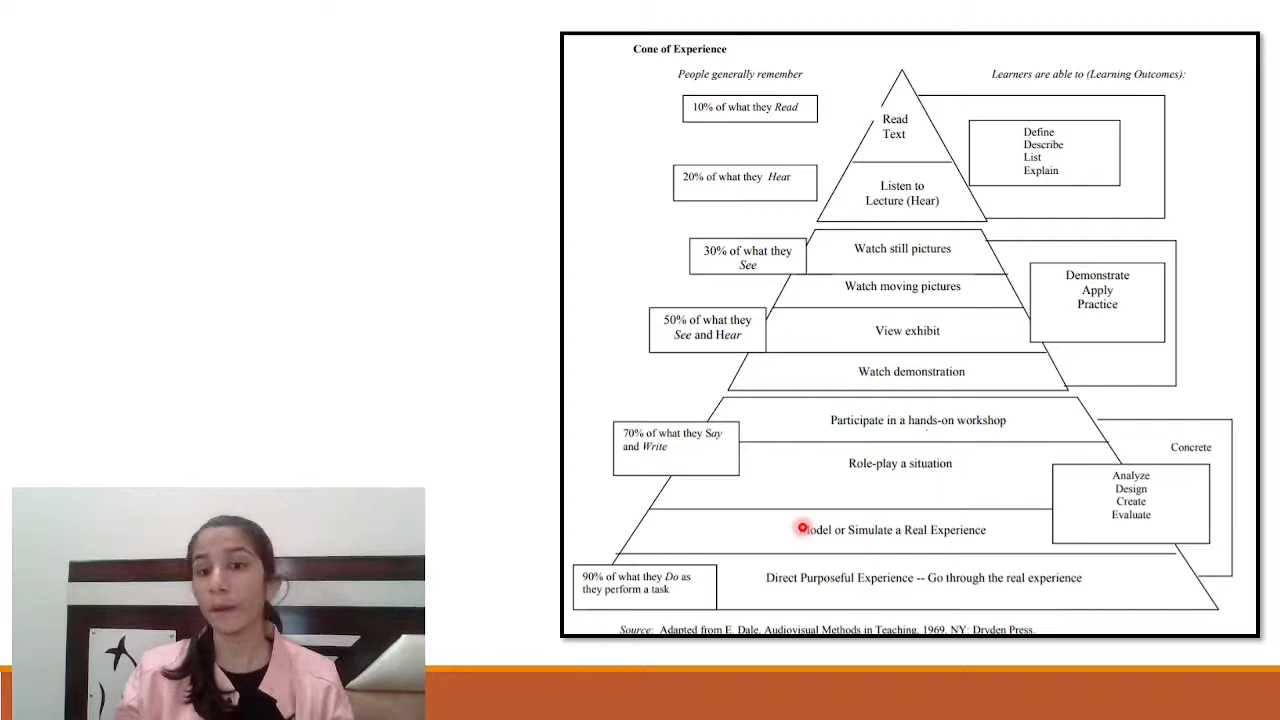 Cone of Experience
People generally remember
Learners are able to (Learning Outcomes):
10% of what they Read
Read
Text
Define
Describe
List
Explain
20% of what they Hear
Listen to
Lecture (Hear)
30% of what they
See
Watch still pictures
Watch moving pictures
Demonstrate
Apply
Practice
50% of what they
See and Hear
View exhibit
Watch demonstration
Participate in a hands-on workshop
70% of what they Say
and Write
Role-play a situation
Concrete
Analyze
Design
Create
Evaluate
Model or Simulate a Real Experience
90% of what they Do as
they perform a task
Direct Purposeful Experience -- Go through the real experience
Source: Adapted from E. Dale, Audiovisual Methods in Teaching, 1969, NY: Dryden Press.